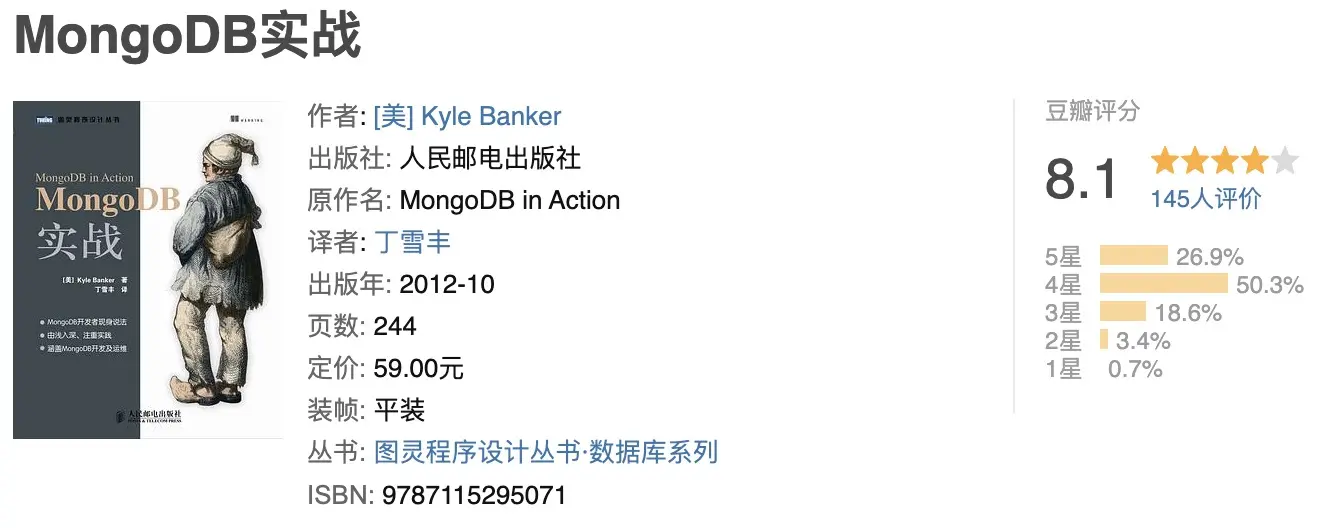 MongoDB实战
TURING 图灵程序设计丛书
MANNING
MongoDB in Action
MongoDB
实战
[美] Kyle Banker 著
丁雪丰 译
MongoDB开发者现身说法
由浅入深、注重实践
涵盖MongoDB开发及运维
人民邮电出版社
POSTS & TELECOM PRESS
作者: [美] Kyle Banker
出版社: 人民邮电出版社
原作名: MongoDB in Action
译者: 丁雪丰
出版年: 2012-10
页数: 244
定价: 59.00元
装帧: 平装
丛书: 图灵程序设计丛书·数据库系列
ISBN: 9787115295071
豆瓣评分
8.1
145人评价
5星 26.9%
4星 50.3%
3星 18.6%
2星 3.4%
1星 0.7%